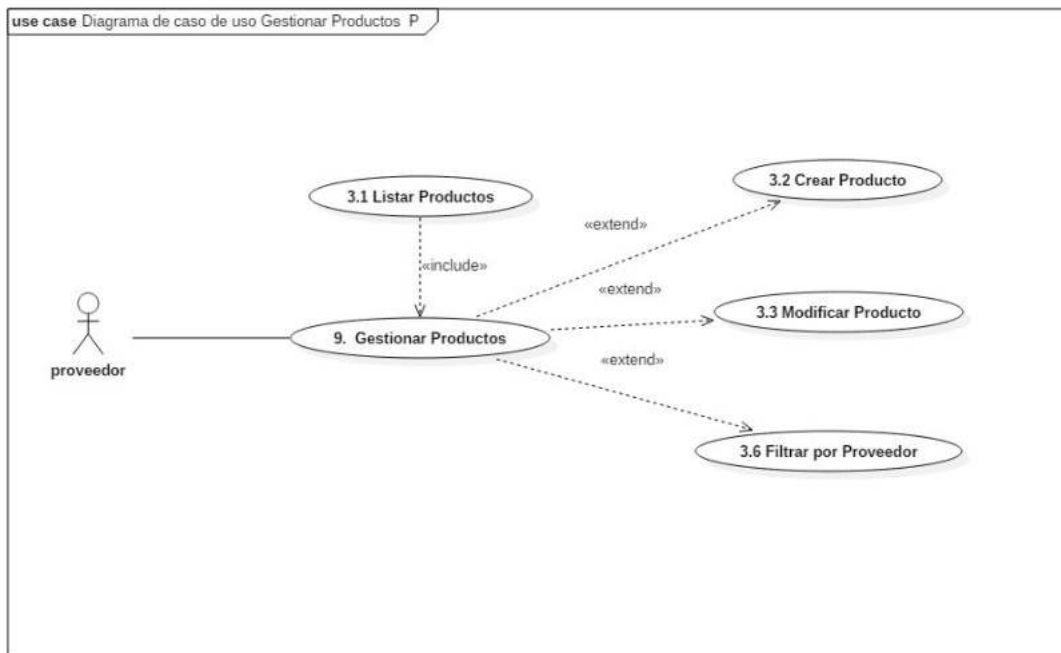 use case Diagrama de caso de uso Gestionar Productos P
3.1 Listar Productos
3.2 Crear Producto
«extend»
«include»
«extend»
3.3 Modificar Producto
9. Gestionar Productos
proveedor
«extend»
3.6 Filtrar por Proveedor